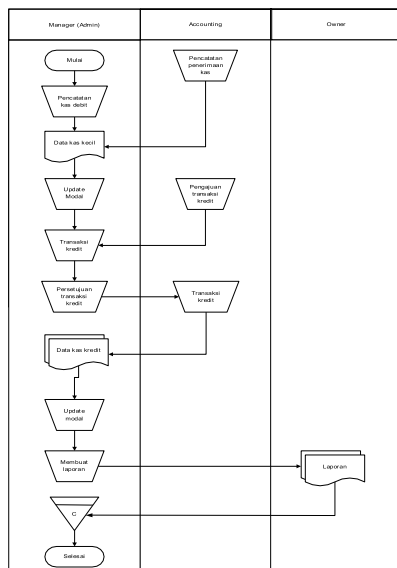 Manager (Admin)
Accounting
Owner
Mulai
Pencatatan
penerimaan
kas
Pencatatan
kas debit
Data kas kecil
Update
Modal
Pengajuan
transaksi
kredit
Transaksi
kredit
Persetujuan
transaksi
kredit
Transaksi
kredit
Data kas kredit
Update
modal
Membuat
laporan
Laporan
C
Selesai